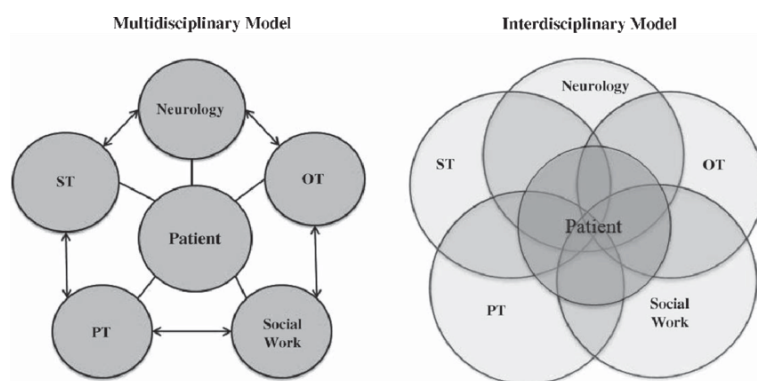 Multidisciplinary Model
Neurology
ST
OT
Patient
PT
Social
Work
Interdisciplinary Model
Neurology
ST
OT
Patient
PT
Social
Work